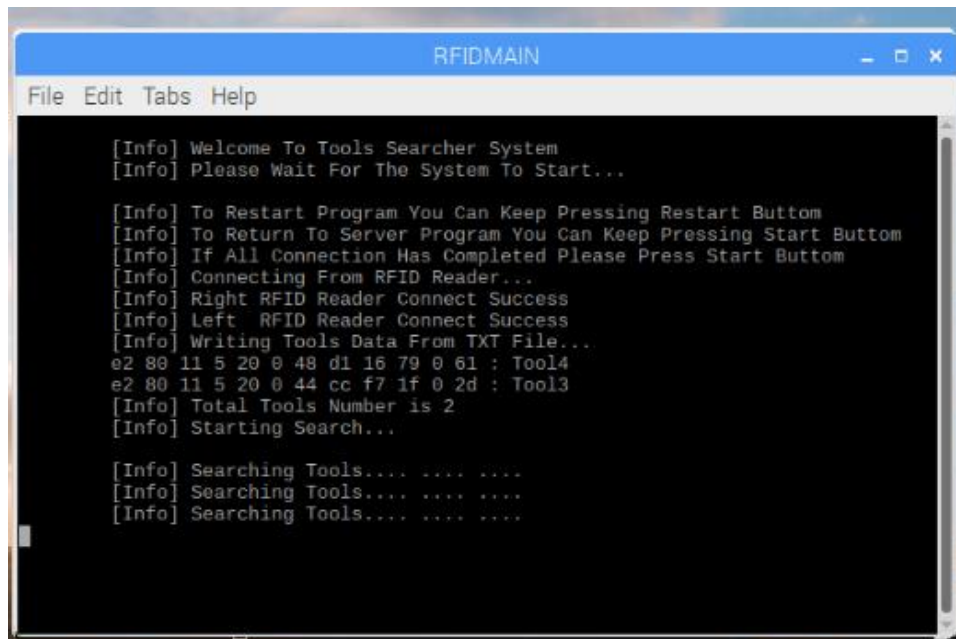 RFIDMAIN
File Edit Tabs Help
[Info] Welcome To Tools Searcher System
[Info] Please Wait For The System To Start...
[Info] To Restart Program You Can Keep Pressing Restart Buttom
[Info] To Return To Server Program You Can Keep Pressing Start Buttom
[Info] If All Connection Has Completed Please Press Start Buttom
[Info] Connecting From RFID Reader...
[Info] Right RFID Reader Connect Success
[Info] Left  RFID Reader Connect Success
[Info] Writing Tools Data From TXT File...
e2 80 11 5 20 0 48 d1 16 79 0 61 : Tool4
e2 80 11 5 20 0 44 cc f7 1f 0 2d : Tool3
[Info] Total Tools Number is 2
[Info] Starting Search...
[Info] Searching Tools.... .... ....
[Info] Searching Tools.... .... ....
[Info] Searching Tools.... .... ....